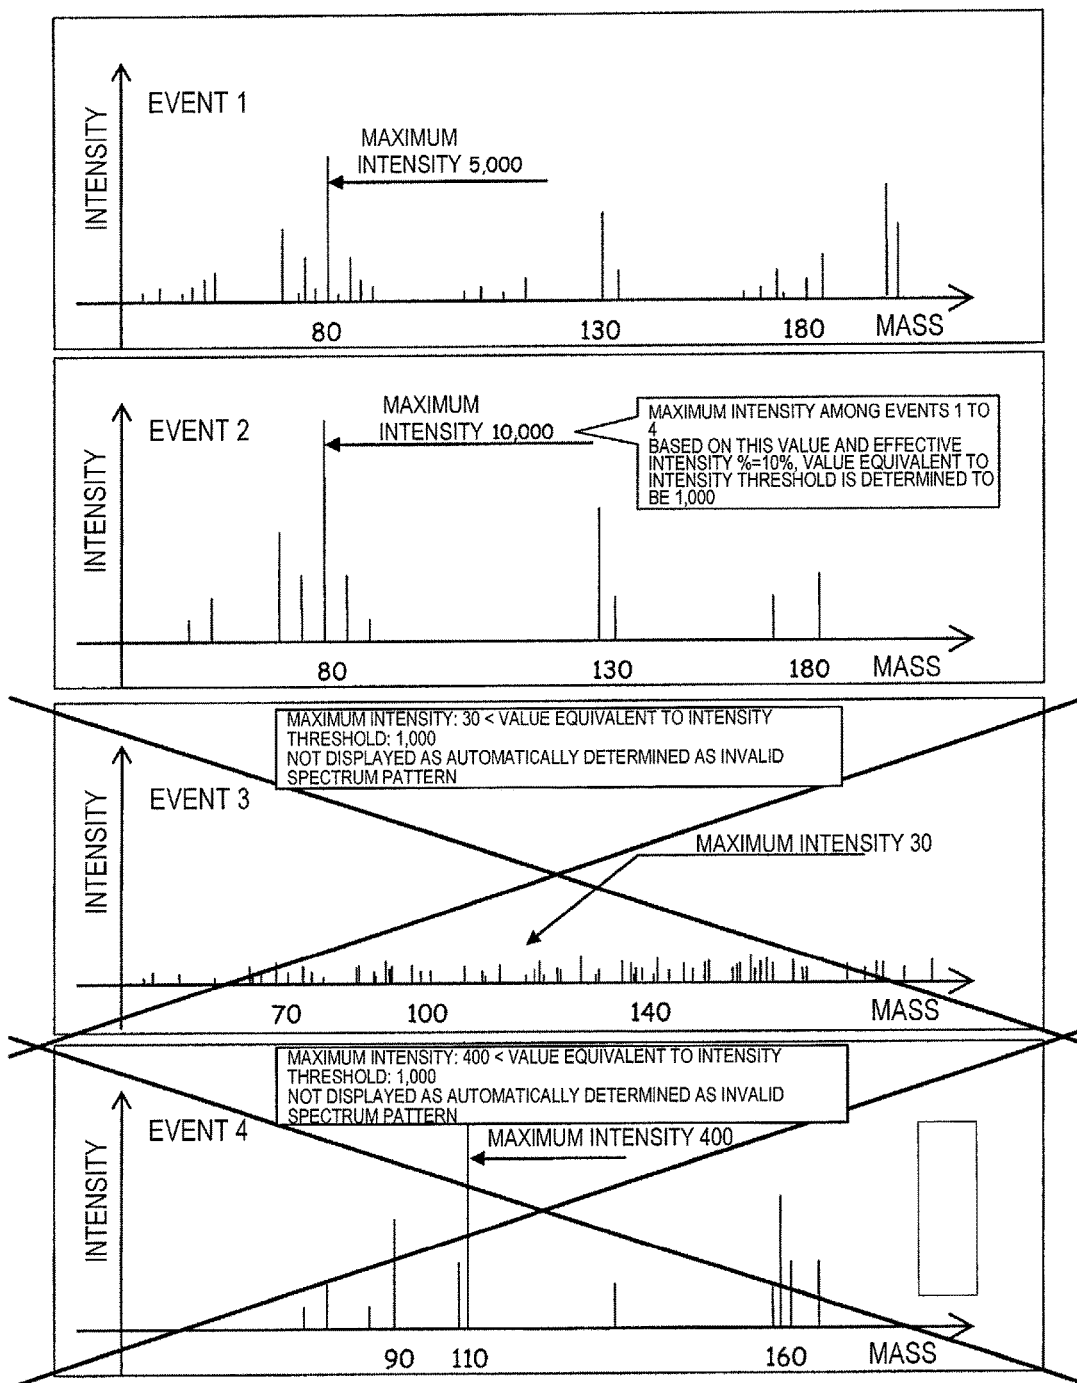 EVENT 1
INTENSITY
MAXIMUM
INTENSITY 5,000
80
130
180
MASS
EVENT 2
INTENSITY
MAXIMUM
INTENSITY 10,000
MAXIMUM INTENSITY AMONG EVENTS 1 TO
4
BASED ON THIS VALUE AND EFFECTIVE
INTENSITY %=10%, VALUE EQUIVALENT TO
INTENSITY THRESHOLD IS DETERMINED TO
BE 1,000
80
130
180
MASS
MAXIMUM INTENSITY: 30 < VALUE EQUIVALENT TO INTENSITY
THRESHOLD: 1,000
NOT DISPLAYED AS AUTOMATICALLY DETERMINED AS INVALID
SPECTRUM PATTERN
EVENT 3
INTENSITY
MAXIMUM INTENSITY 30
70
100
140
MASS
MAXIMUM INTENSITY: 400 < VALUE EQUIVALENT TO INTENSITY
THRESHOLD: 1,000
NOT DISPLAYED AS AUTOMATICALLY DETERMINED AS INVALID
SPECTRUM PATTERN
EVENT 4
INTENSITY
MAXIMUM INTENSITY 400
90
110
160
MASS